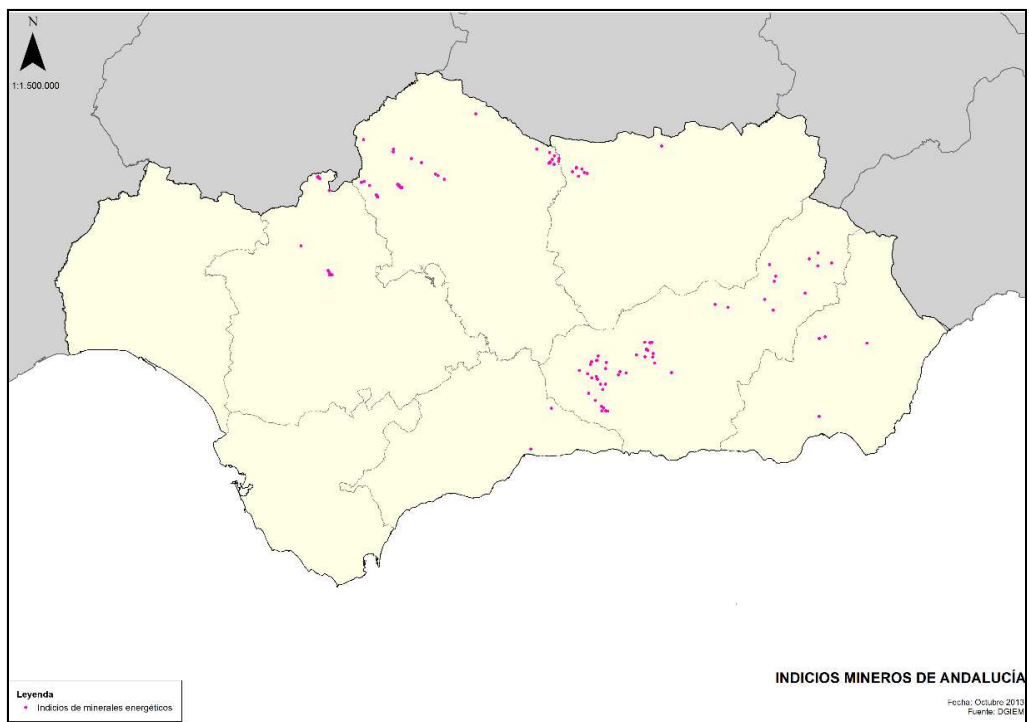 N
1:1.500.000
INDICIOS MINEROS DE ANDALUCÍA
Fecha: Octubre 2013
Fuente: DGIEM
Leyenda
Indicios de minerales energéticos